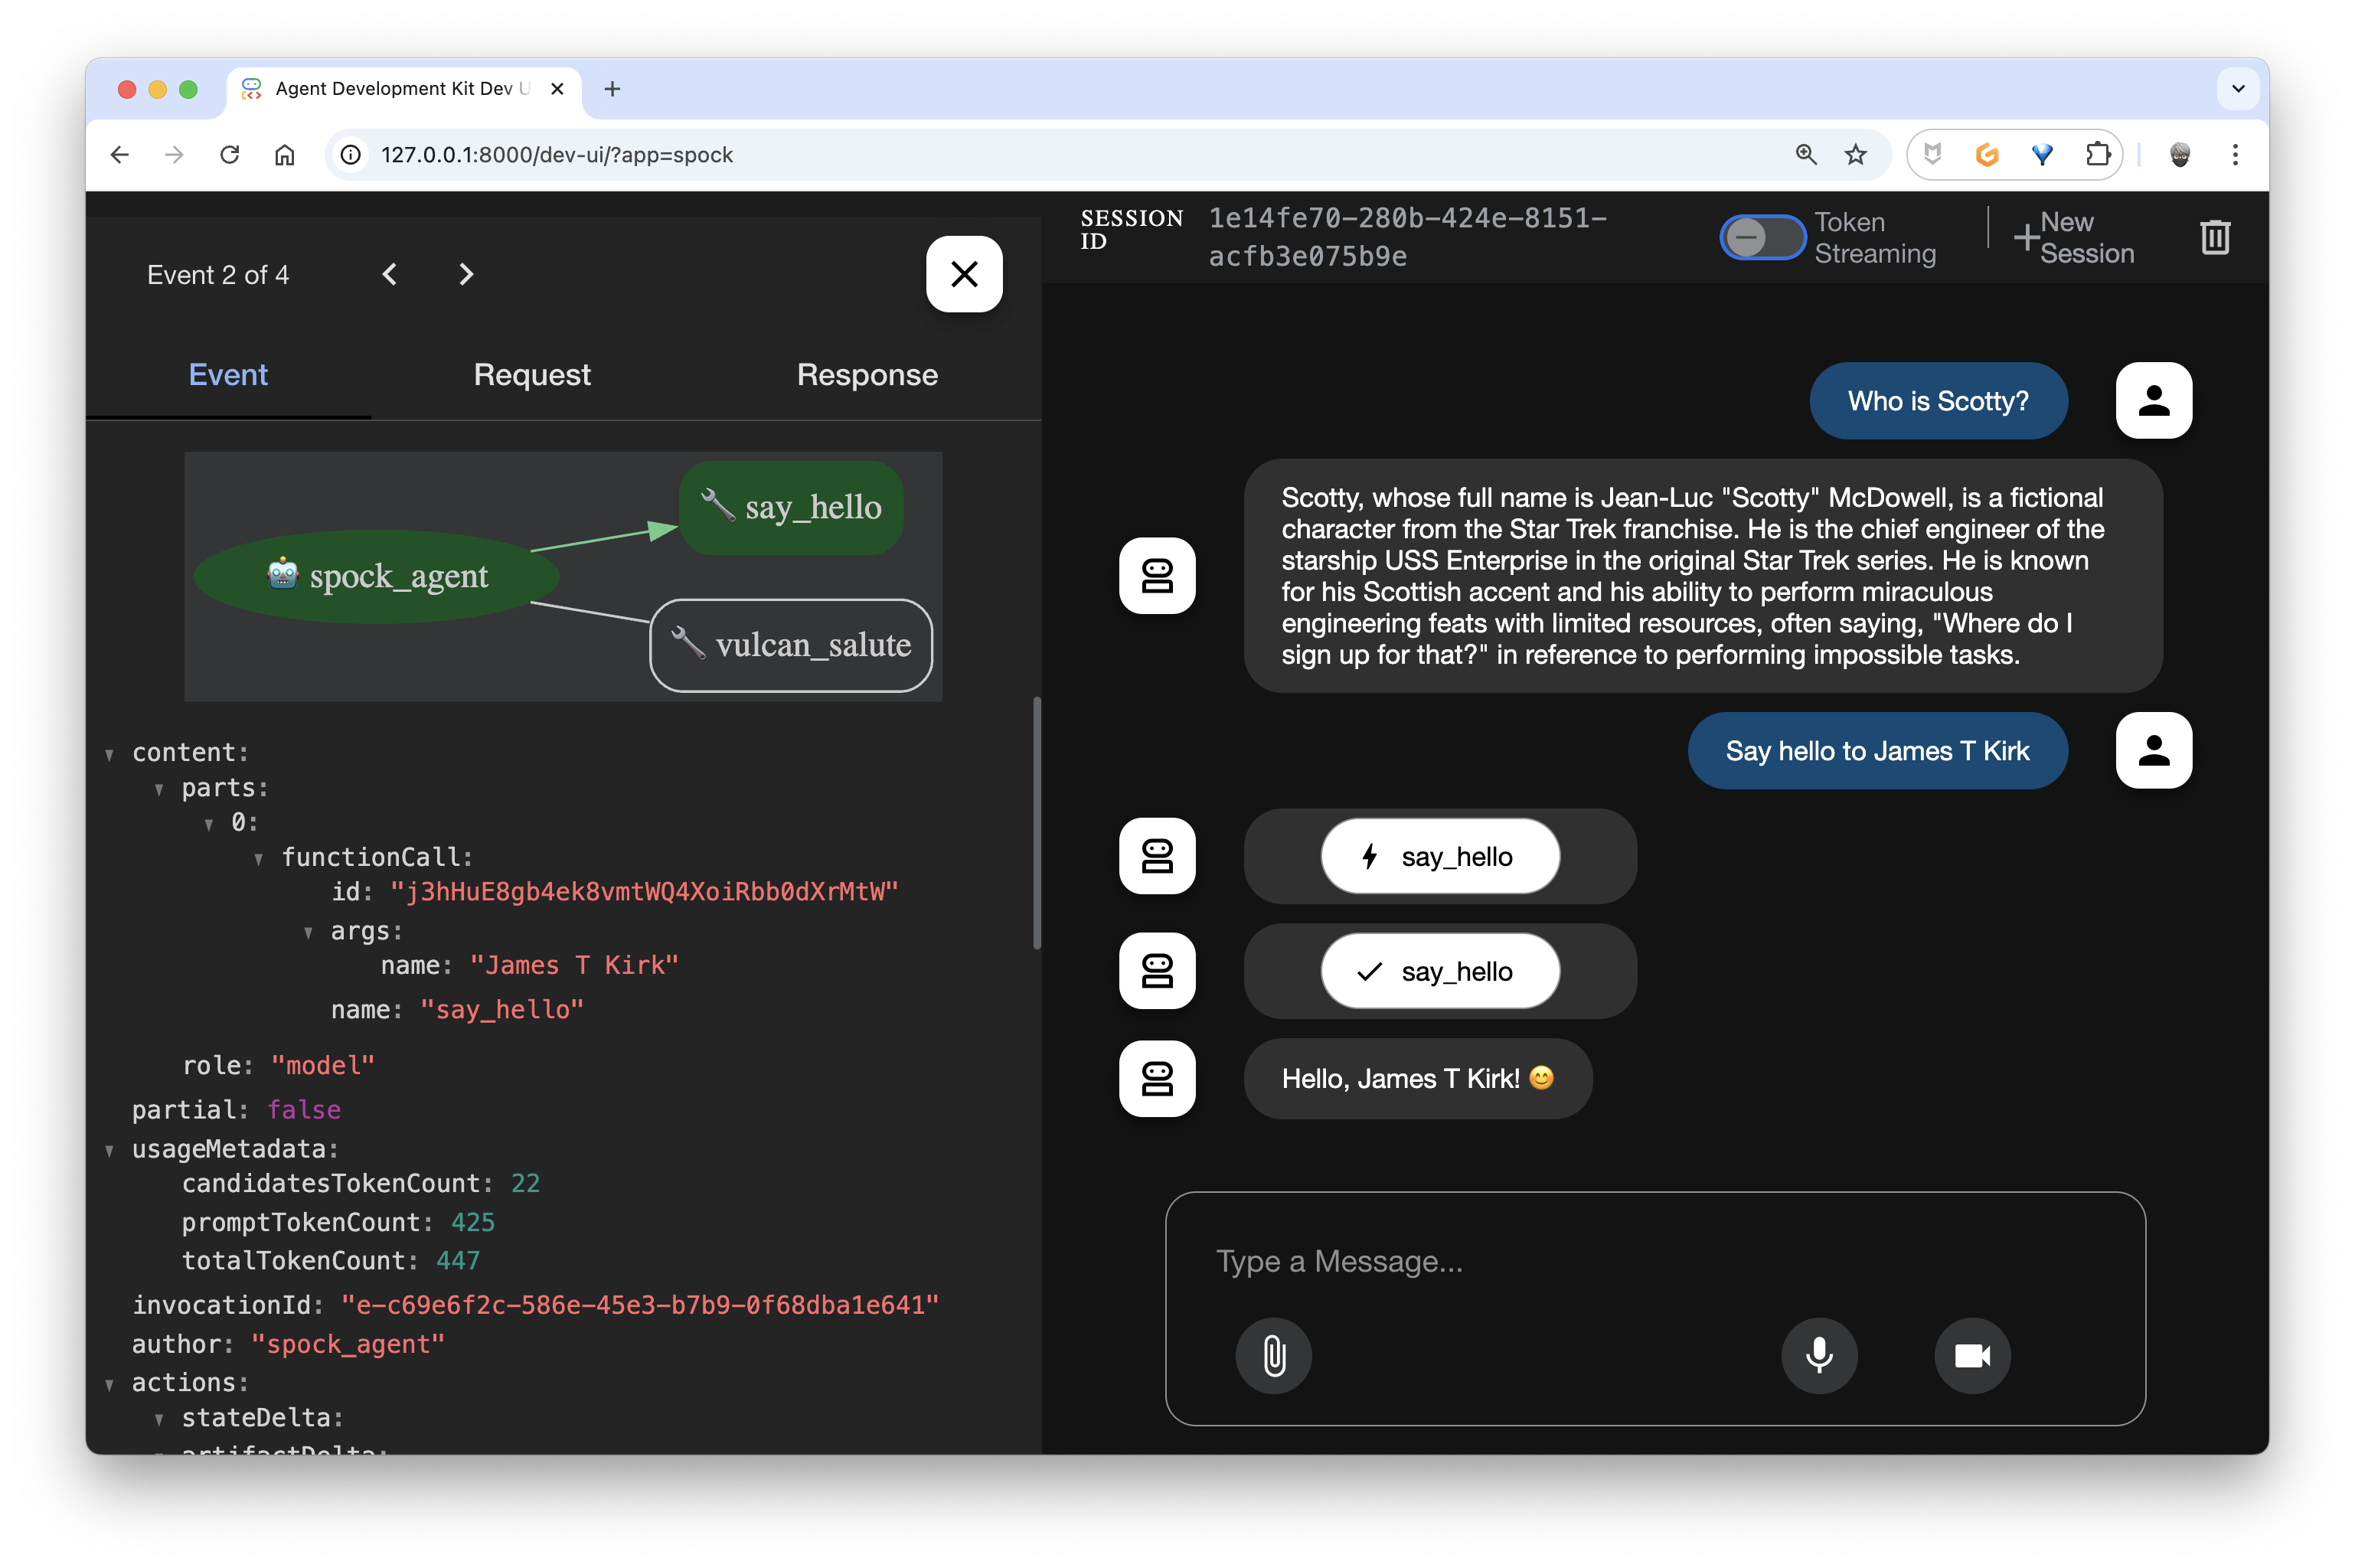 Agent Development Kit Dev U
127.0.0.1:8000/dev-ui/?app=spock
Event 2 of 4
Event
Request
Response
say_hello
spock_agent
vulcan_salute
content:
parts:
0:
functionCall:
id: "j3hHuE8gb4ek8vmtWQ4XoiRbb0dXrMtW"
args:
name: "James T Kirk"
name: "say_hello"
role: "model"
partial: false
usageMetadata:
candidatesTokenCount: 22
promptTokenCount: 425
totalTokenCount: 447
invocationId: "e-c69e6f2c-586e-45e3-b7b9-0f68dba1e641"
author: "spock_agent"
actions:
stateDelta:
artifactDelta:
SESSION
ID
1e14fe70-280b-424e-8151-
acfb3e075b9e
Token
Streaming
New
Session
Who is Scotty?
Scotty, whose full name is Jean-Luc "Scotty" McDowell, is a fictional
character from the Star Trek franchise. He is the chief engineer of the
starship USS Enterprise in the original Star Trek series. He is known
for his Scottish accent and his ability to perform miraculous
engineering feats with limited resources, often saying, "Where do I
sign up for that?" in reference to performing impossible tasks.
Say hello to James T Kirk
say_hello
say_hello
Hello, James T Kirk! 😊
Type a Message...